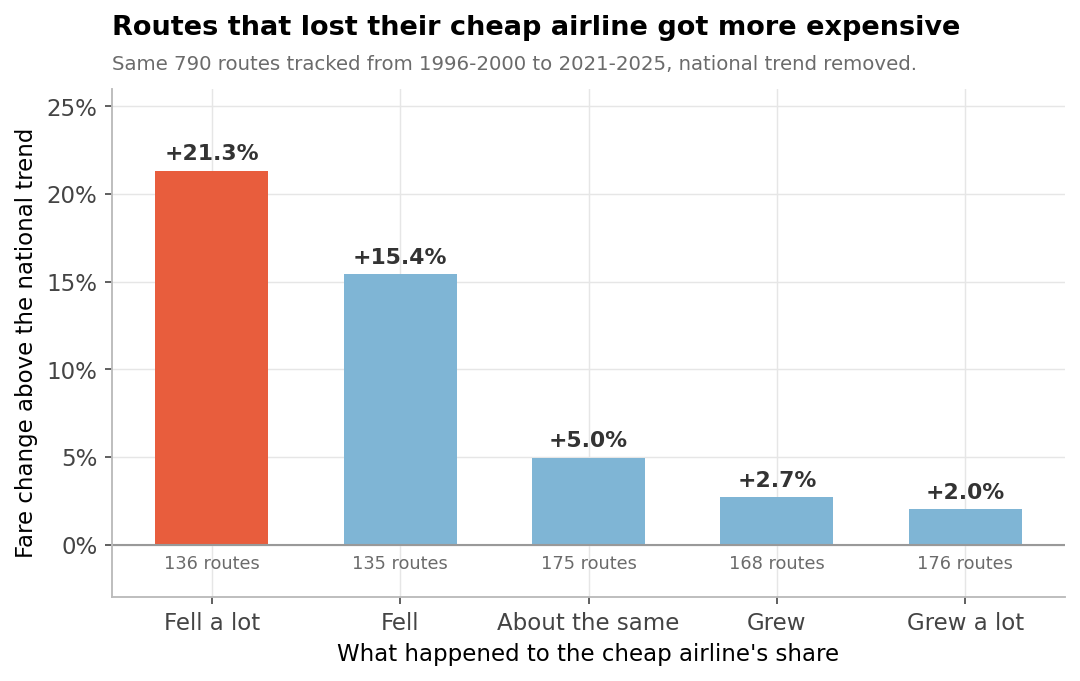 Routes that lost their cheap airline got more expensive
Same 790 routes tracked from 1996-2000 to 2021-2025, national trend removed.
Fare change above the national trend
25%
20%
15%
10%
5%
0%
+21.3%
+15.4%
+5.0%
+2.7%
+2.0%
136 routes
135 routes
175 routes
168 routes
176 routes
Fell a lot
Fell
About the same
Grew
Grew a lot
What happened to the cheap airline's share